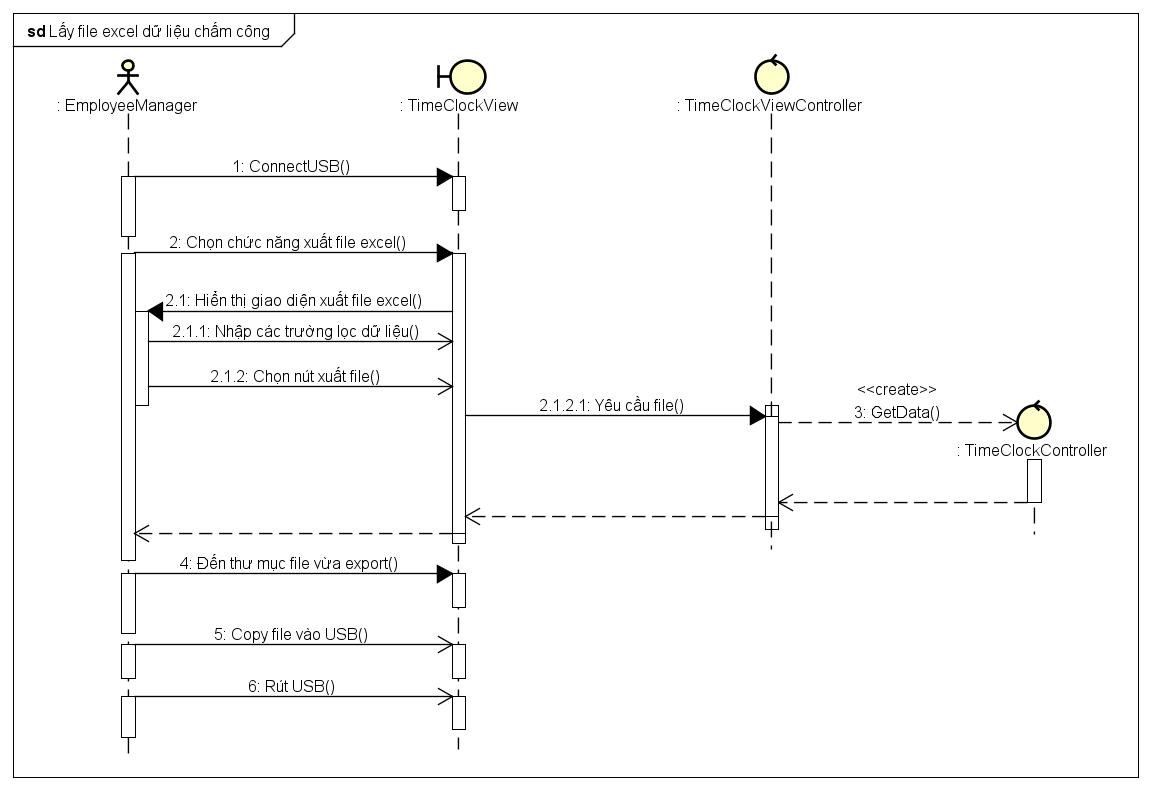 sd Lấy file excel dữ liệu chấm công
: EmployeeManager
: TimeClockView
: TimeClockViewController
1: ConnectUSB()
2: Chọn chức năng xuất file excel()
2.1: Hiển thị giao diện xuất file excel()
2.1.1: Nhập các trường lọc dữ liệu()
2.1.2: Chọn nút xuất file()
2.1.2.1: Yêu cầu file()
<<create>>
3: GetData()
: TimeClockController
4: Đến thư mục file vừa export()
5: Copy file vào USB()
6: Rút USB()